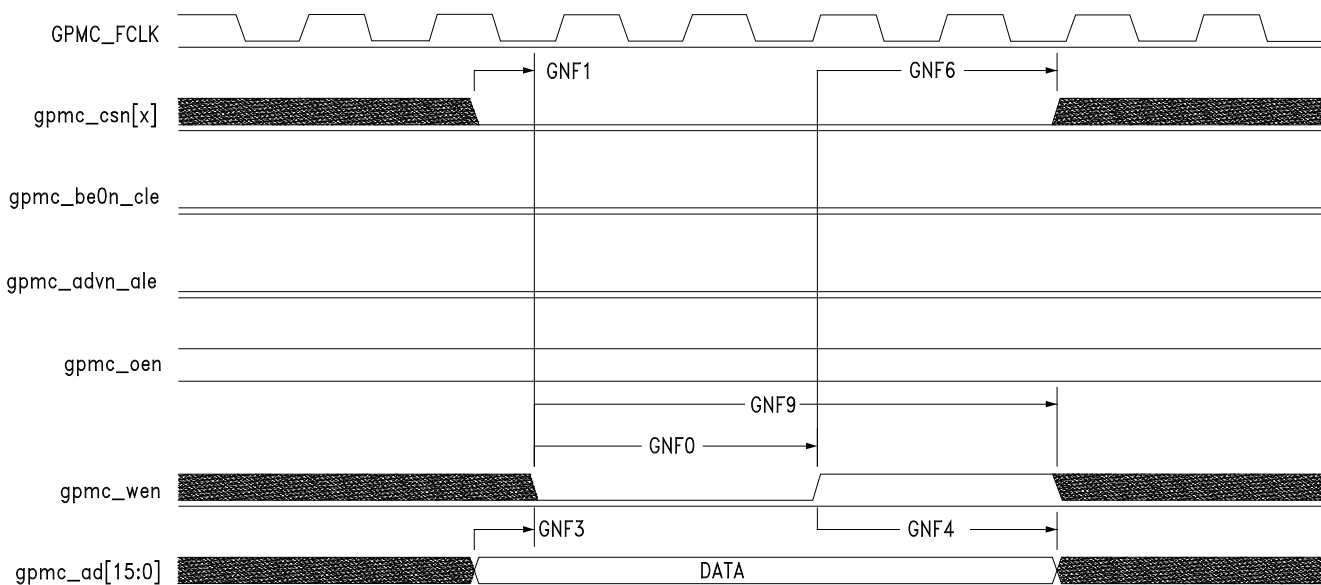 GPMC_FCLK
GNF1
GNF6
gpmc_csn[x]
gpmc_be0n_cle
gpmc_advn_ale
gpmc_oen
GNF9
GNF0
gpmc_wen
GNF3
GNF4
gpmc_ad[15:0]
DATA